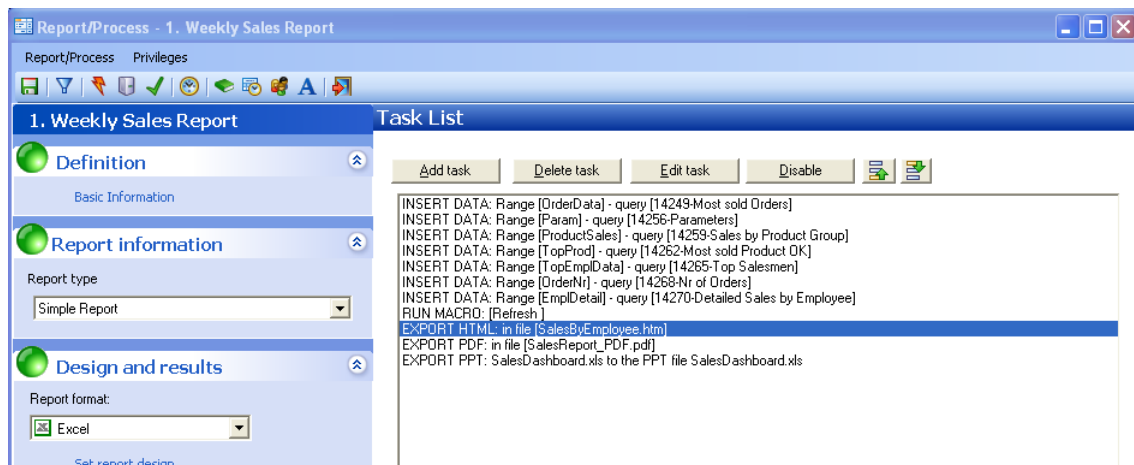 Report/Process - 1. Weekly Sales Report
Report/Process Privileges
A
1. Weekly Sales Report
Task List
Definition
Add task Delete task Edit task Disable
Basic Information
INSERT DATA: Range [OrderData] - query [14249-Most sold Orders]
INSERT DATA: Range [Param] - query [14256-Parameters]
Report information
INSERT DATA: Range [ProductSales] - query [14259-Sales by Product Group]
INSERT DATA: Range [TopProd] - query [14262-Most sold Product OK]
INSERT DATA: Range [TopEmplData] - query [14265-Top Salesmen]
Report type
INSERT DATA: Range [OrderNr] - query [14268-Nr of Orders]
INSERT DATA: Range [EmplDetail] - query [14270-Detailed Sales by Employee]
Simple Report
RUN MACRO: [Refresh ]
EXPORT HTML: in file [SalesByEmployee.htm]
EXPORT PDF: in file [SalesReport_PDF.pdf]
EXPORT PPT: SalesDashboard.xls to the PPT file SalesDashboard.xls
Design and results
Report format:
Excel
Set report design